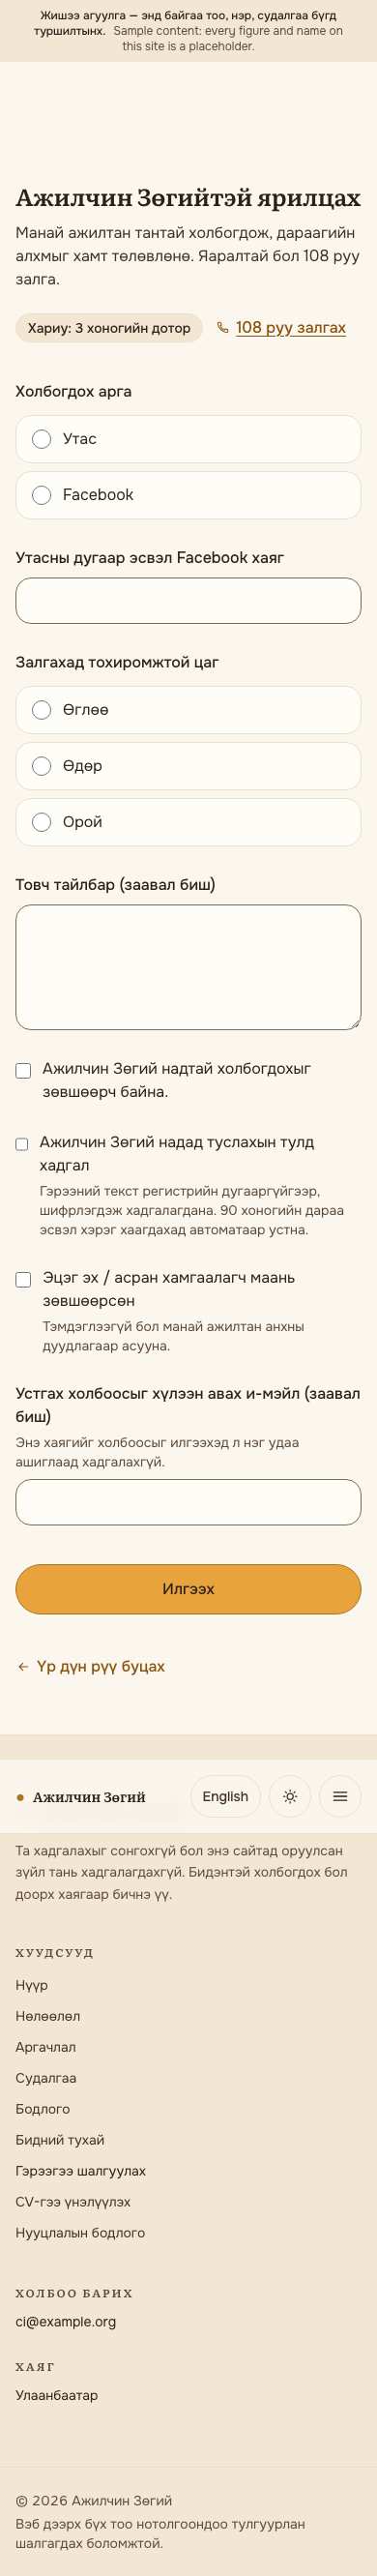 Жишээ агуулга — энд байгаа тоо, нэр, судалгаа бүгд
туршилтынх. Sample content: every figure and name on
this site is a placeholder.
Ажилчин Зөгийтэй ярилцах
Манай ажилтан тантай холбогдож, дараагийн
алхмыг хамт төлөвлөнө. Яаралтай бол 108 руу
залга.
Хариу: 3 хоногийн дотор
108 руу залгах
Холбогдох арга
Утас
Facebook
Утасны дугаар эсвэл Facebook хаяг
Залгахад тохиромжтой цаг
Өглөө
Өдөр
Орой
Товч тайлбар (заавал биш)
Ажилчин Зөгий надтай холбогдохыг
зөвшөөрч байна.
Ажилчин Зөгий надад туслахын тулд
хадгал
Гэрээний текст регистрийн дугааргүйгээр,
шифрлэгдэж хадгалагдана. 90 хоногийн дараа
эсвэл хэрэг хаагдахад автоматаар устна.
Эцэг эх / асран хамгаалагч маань
зөвшөөрсөн
Тэмдэглээгүй бол манай ажилтан анхны
дуудлагаар асууна.
Устгах холбоосыг хүлээн авах и-мэйл (заавал
биш)
Энэ хаягийг холбоосыг илгээхэд л нэг удаа
ашиглаад хадгалахгүй.
Илгээх
← Үр дүн рүү буцах
Ажилчин Зөгий
English
Та хадгалахыг сонгохгүй бол энэ сайтад оруулсан
зүйл тань хадгалагдахгүй. Бидэнтэй холбогдох бол
доорх хаягаар бичнэ үү.
ХУУДСУУД
Нүүр
Нөлөөлөл
Аргачлал
Судалгаа
Бодлого
Бидний тухай
Гэрээгээ шалгуулах
CV-гээ үнэлүүлэх
Нууцлалын бодлого
ХОЛБОО БАРИХ
ci@example.org
ХАЯГ
Улаанбаатар
© 2026 Ажилчин Зөгий
Вэб дээрх бүх тоо нотолгоондоо тулгуурлан
шалгагдах боломжтой.